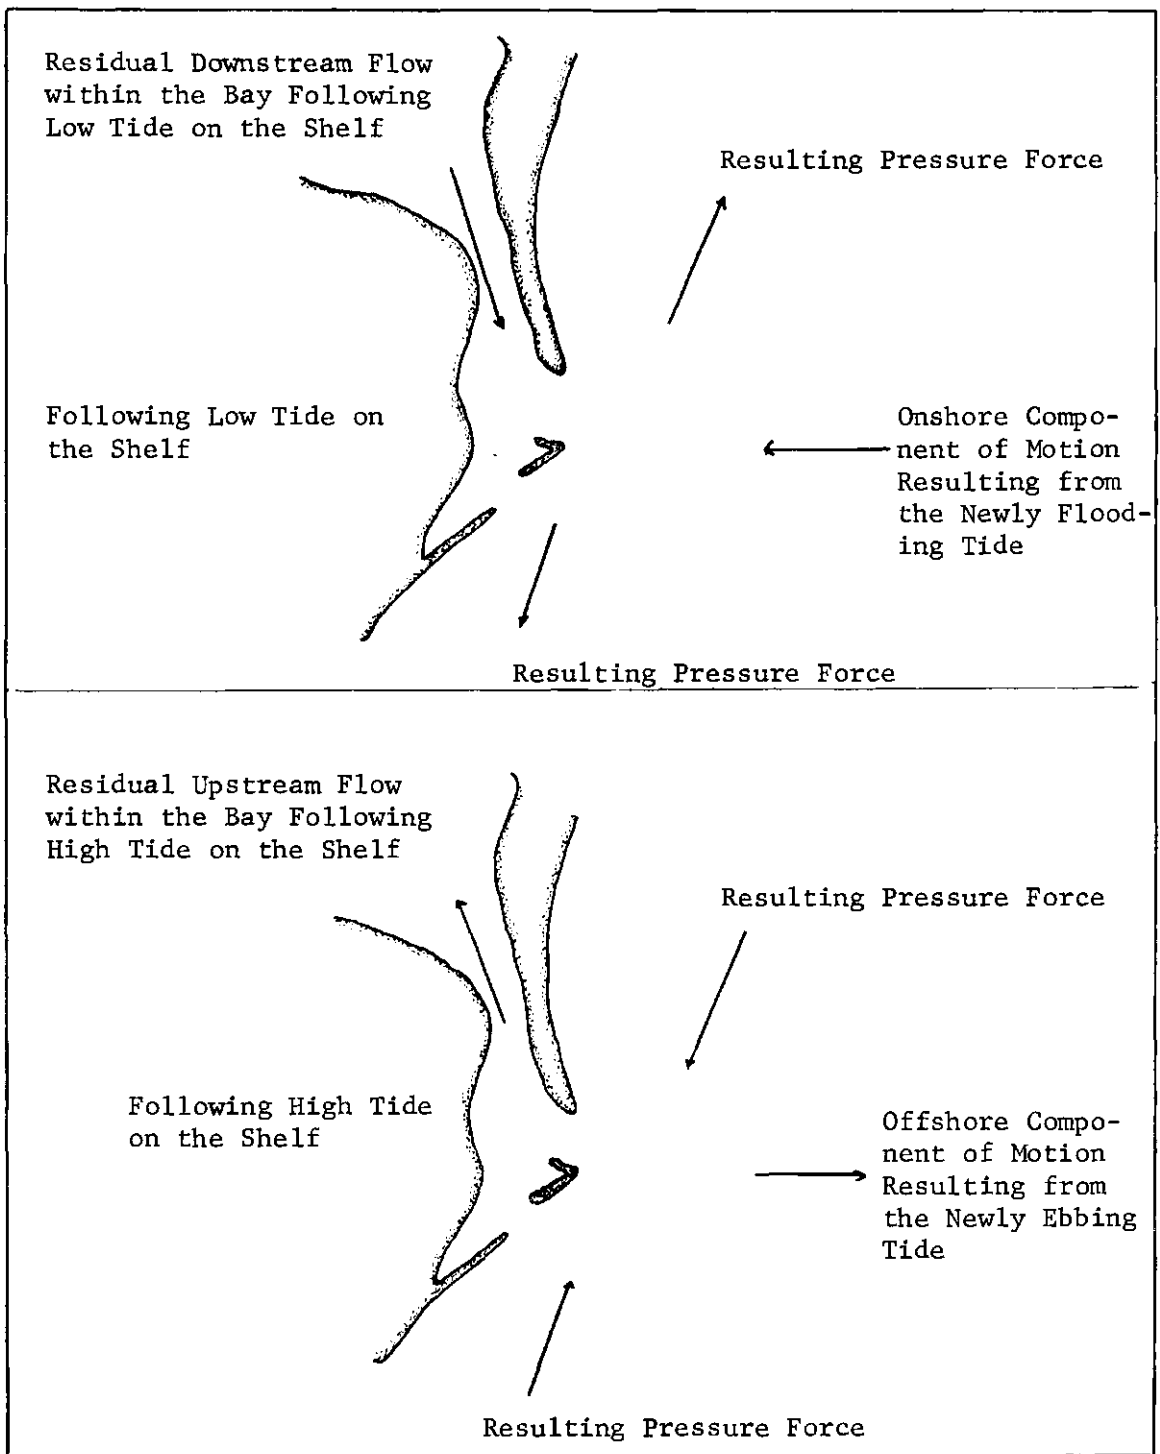 Residual Downstream Flow
within the Bay Following
Low Tide on the Shelf
Resulting Pressure Force
Following Low Tide on
the Shelf
Onshore Compo-
nent of Motion
Resulting from
the Newly Flood-
ing Tide
Resulting Pressure Force
Residual Upstream Flow
within the Bay Following
High Tide on the Shelf
Resulting Pressure Force
Following High Tide
on the Shelf
Offshore Compo-
nent of Motion
Resulting from
the Newly Ebbing
Tide
Resulting Pressure Force